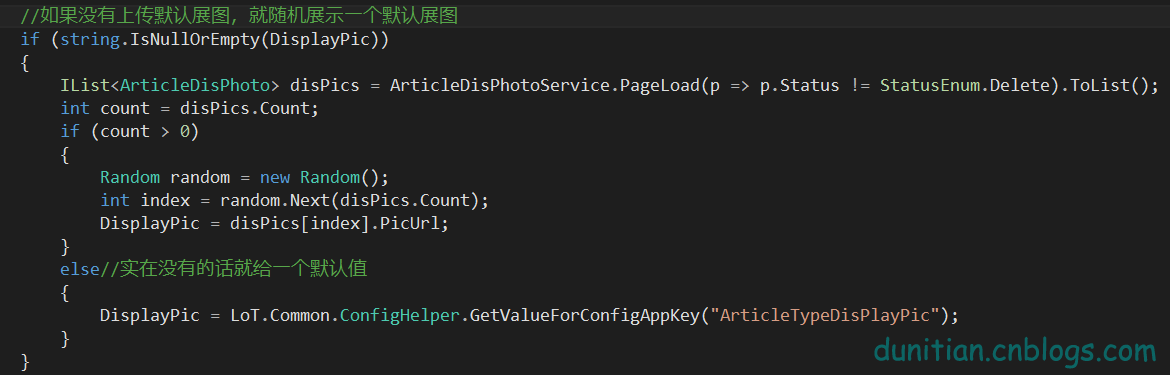 //如果没有上传默认展图，就随机展示一个默认展图
if (string.IsNullOrEmpty(DisplayPic))
{
    IList<ArticleDisPhoto> disPics = ArticleDisPhotoService.PageLoad(p => p.Status != StatusEnum.Delete).ToList();
    int count = disPics.Count;
    if (count > 0)
    {
        Random random = new Random();
        int index = random.Next(disPics.Count);
        DisplayPic = disPics[index].PicUrl;
    }
    else//实在没有的话就给一个默认值
    {
        DisplayPic = LoT.Common.ConfigHelper.GetValueForConfigAppKey("ArticleTypeDisPlayPic");
    }
}
dunitian.cnblogs.com